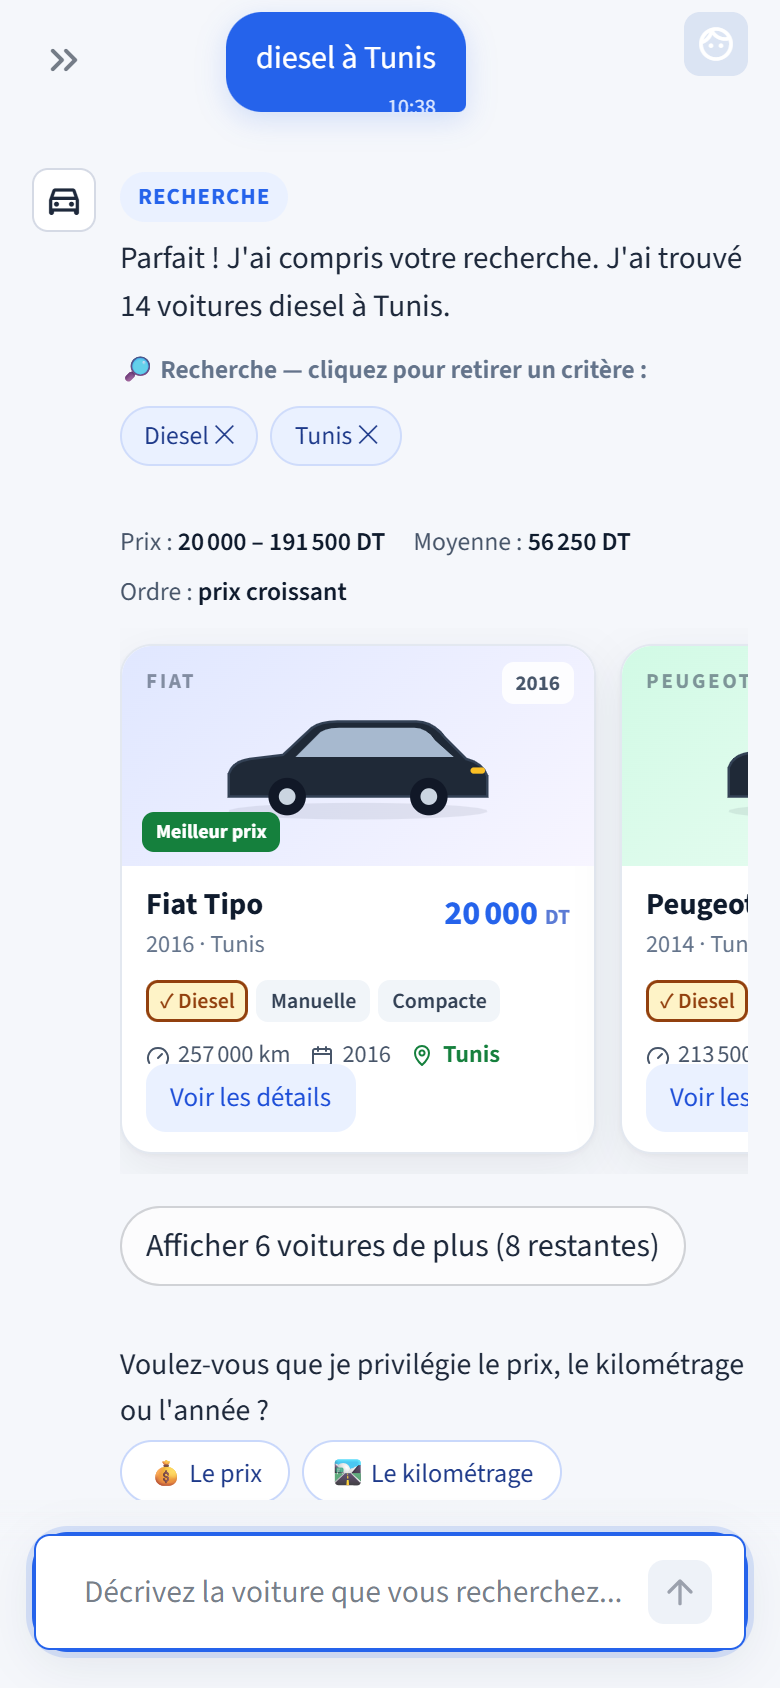 diesel à Tunis
10:38
RECHERCHE
Parfait ! J'ai compris votre recherche. J'ai trouvé
14 voitures diesel à Tunis.
Recherche — cliquez pour retirer un critère :
Diesel Tunis
Prix : 20 000 – 191 500 DT Moyenne : 56 250 DT
Ordre : prix croissant
FIAT 2016
PEUGEOT
Meilleur prix
Fiat Tipo
20 000 DT
2016 · Tunis
✓ Diesel Manuelle Compacte
257 000 km 2016 Tunis
Voir les détails
Peugeot
2014 · Tun
✓ Diesel
213 500
Voir les
Afficher 6 voitures de plus (8 restantes)
Voulez-vous que je privilégie le prix, le kilométrage
ou l'année ?
Le prix Le kilométrage
Décrivez la voiture que vous recherchez...